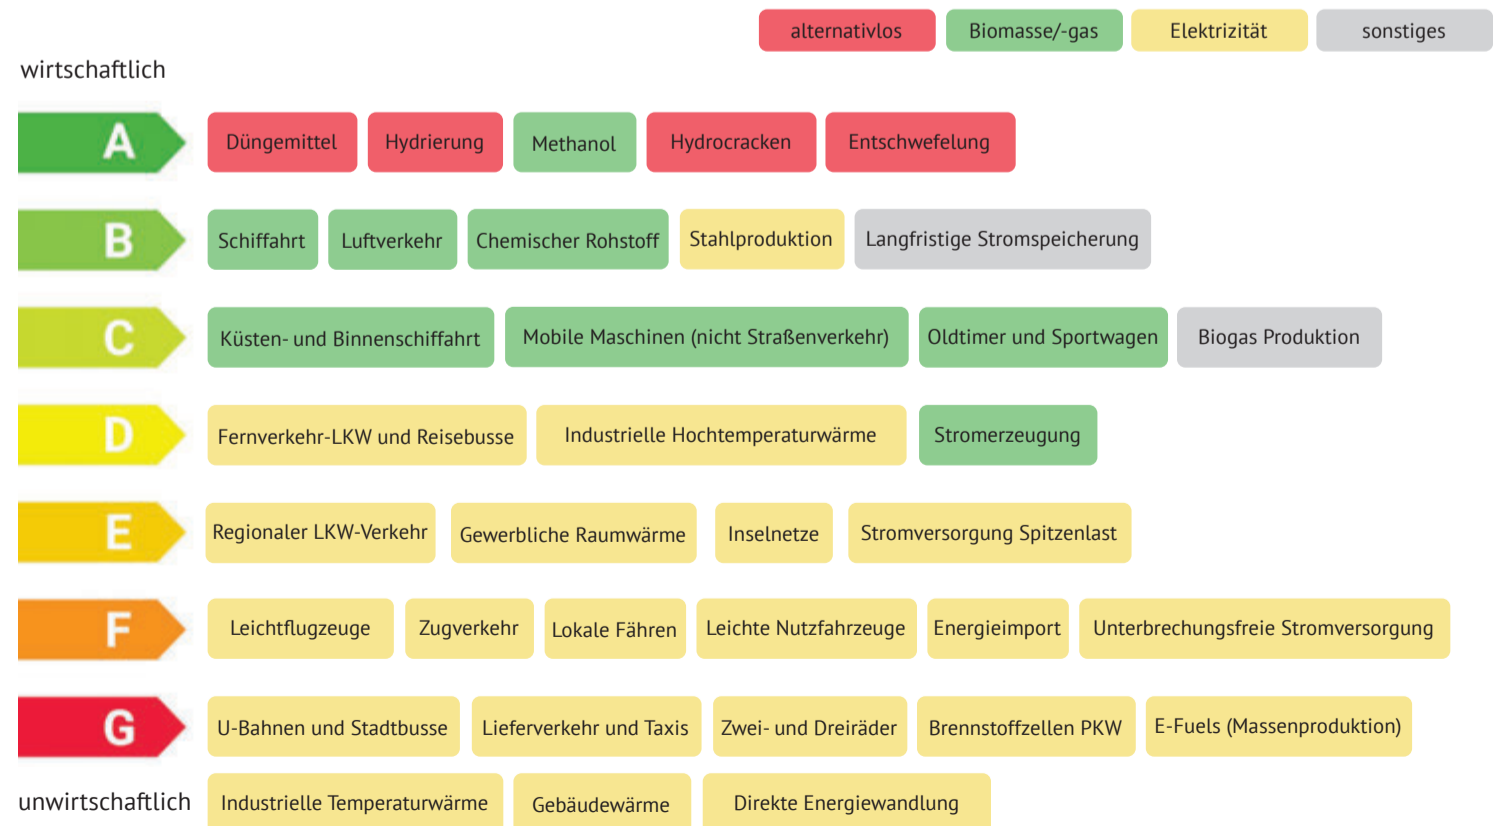 alternativlos Biomasse/-gas Elektrizität sonstiges
wirtschaftlich
A Düngemittel Hydrierung Methanol Hydrocracken Entschwefelung
B Schiffahrt Luftverkehr Chemischer Rohstoff Stahlproduktion Langfristige Stromspeicherung
C Küsten- und Binnenschiffahrt Mobile Maschinen (nicht Straßenverkehr) Oldtimer und Sportwagen Biogas Produktion
D Fernverkehr-LKW und Reisebusse Industrielle Hochtemperaturwärme Stromerzeugung
E Regionaler LKW-Verkehr Gewerbliche Raumwärme Inselnetze Stromversorgung Spitzenlast
F Leichtflugzeuge Zugverkehr Lokale Fähren Leichte Nutzfahrzeuge Energieimport Unterbrechungsfreie Stromversorgung
G U-Bahnen und Stadtbusse Lieferverkehr und Taxis Zwei- und Dreiräder Brennstoffzellen PKW E-Fuels (Massenproduktion)
unwirtschaftlich Industrielle Temperaturwärme Gebäudewärme Direkte Energiewandlung